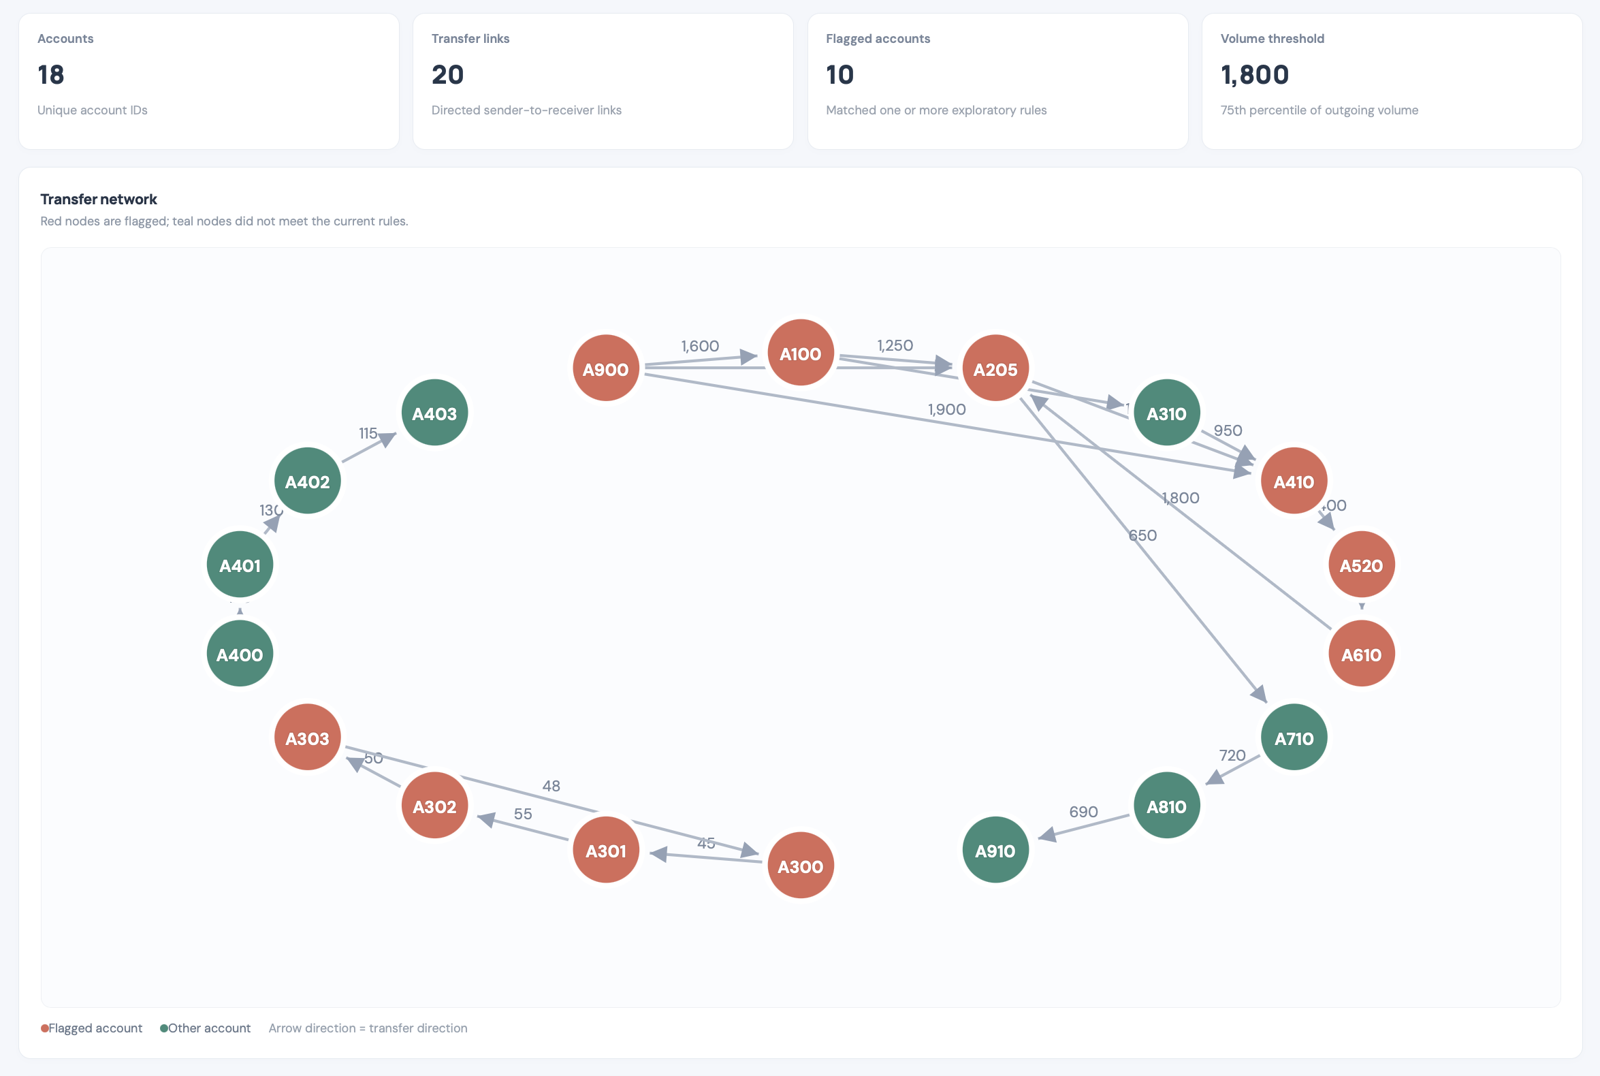 Accounts
18
Unique account IDs
Transfer links
20
Directed sender-to-receiver links
Flagged accounts
10
Matched one or more exploratory rules
Volume threshold
1,800
75th percentile of outgoing volume
Transfer network
Red nodes are flagged; teal nodes did not meet the current rules.
1,600
1,250
A100
A900
A205
1,900
A403
A310
115
950
A402
A410
1,800
130
650
A401
A520
A400
A610
A303
A710
50
720
48
A302
A810
55
690
45
A301
A910
A300
Flagged account
Other account
Arrow direction = transfer direction